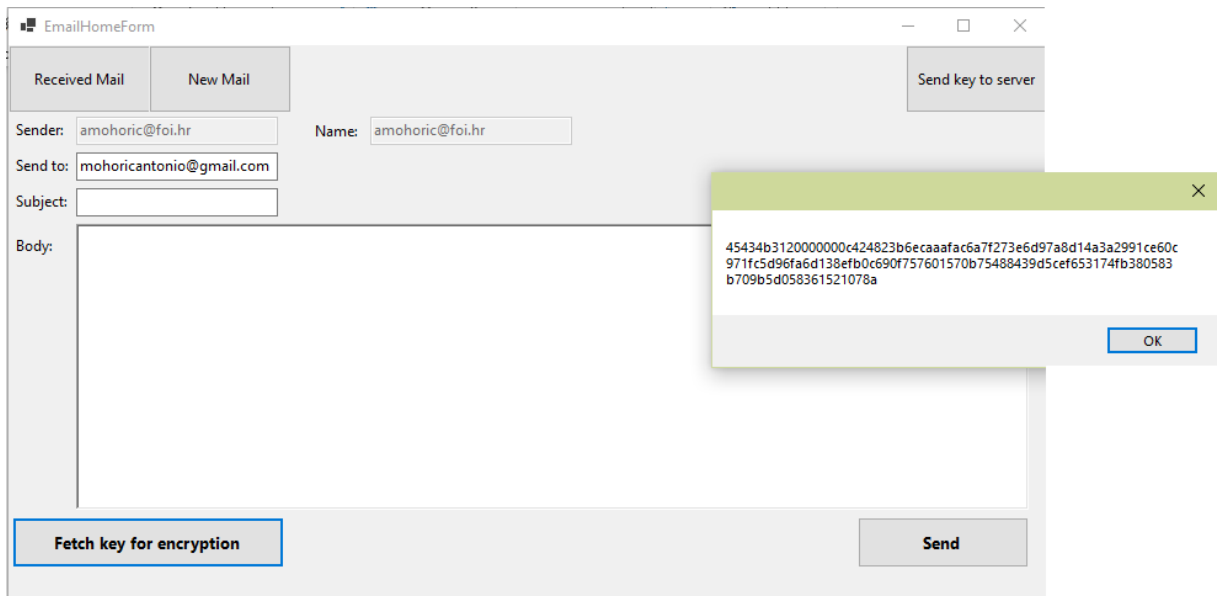 EmailHomeForm
Received Mail New Mail Send key to server
Sender: amohoric@foi.hr Name: amohoric@foi.hr
Send to: mohoricantonio@gmail.com
Subject:
Body:
45434b3120000000c424823b6ecaaafac6a7f273e6d97a8d14a3a2991ce60c
971fc5d96fa6d138efb0c690f757601570b75488439d5cef653174fb380583
b709b5d058361521078a
OK
Fetch key for encryption Send